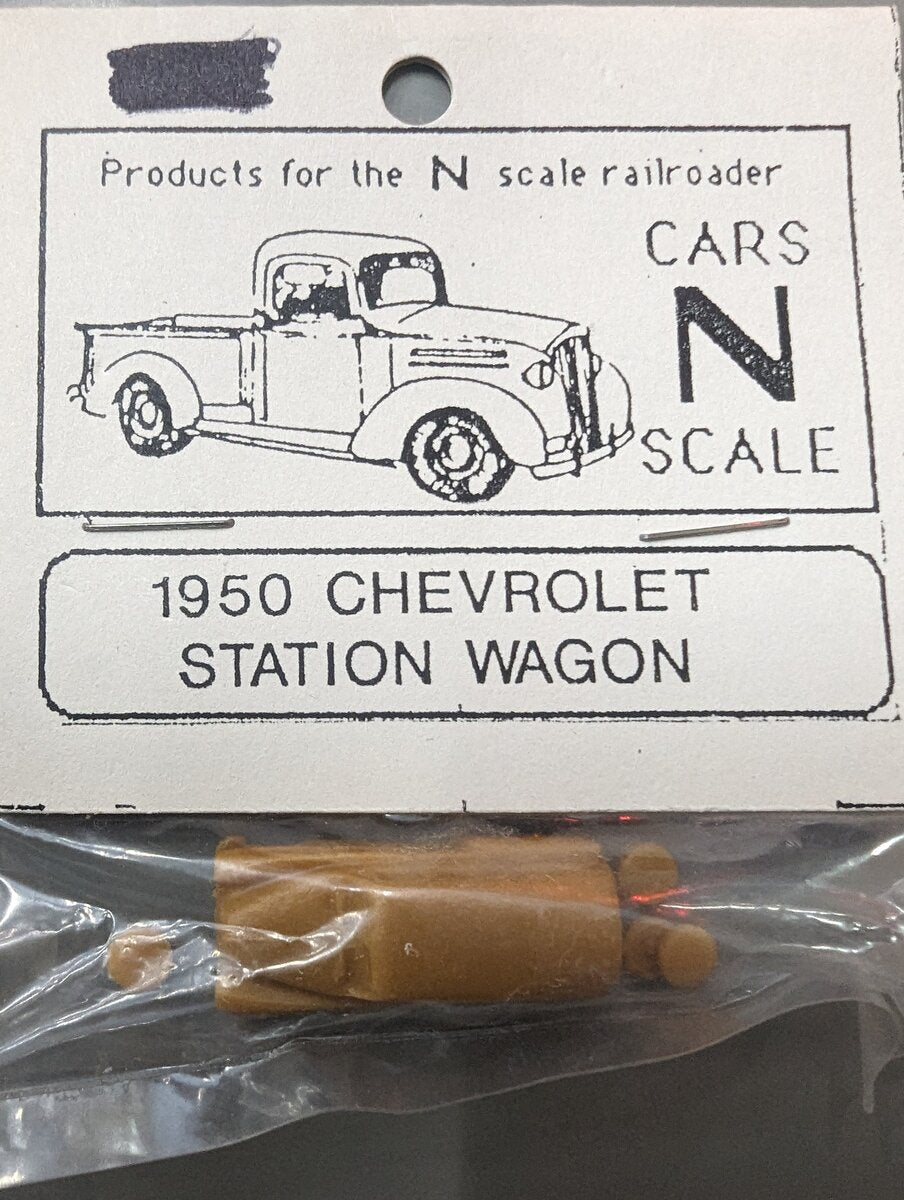 Products for the N scale railroader
CARS
N
SCALE
1950 CHEVROLET
STATION WAGON